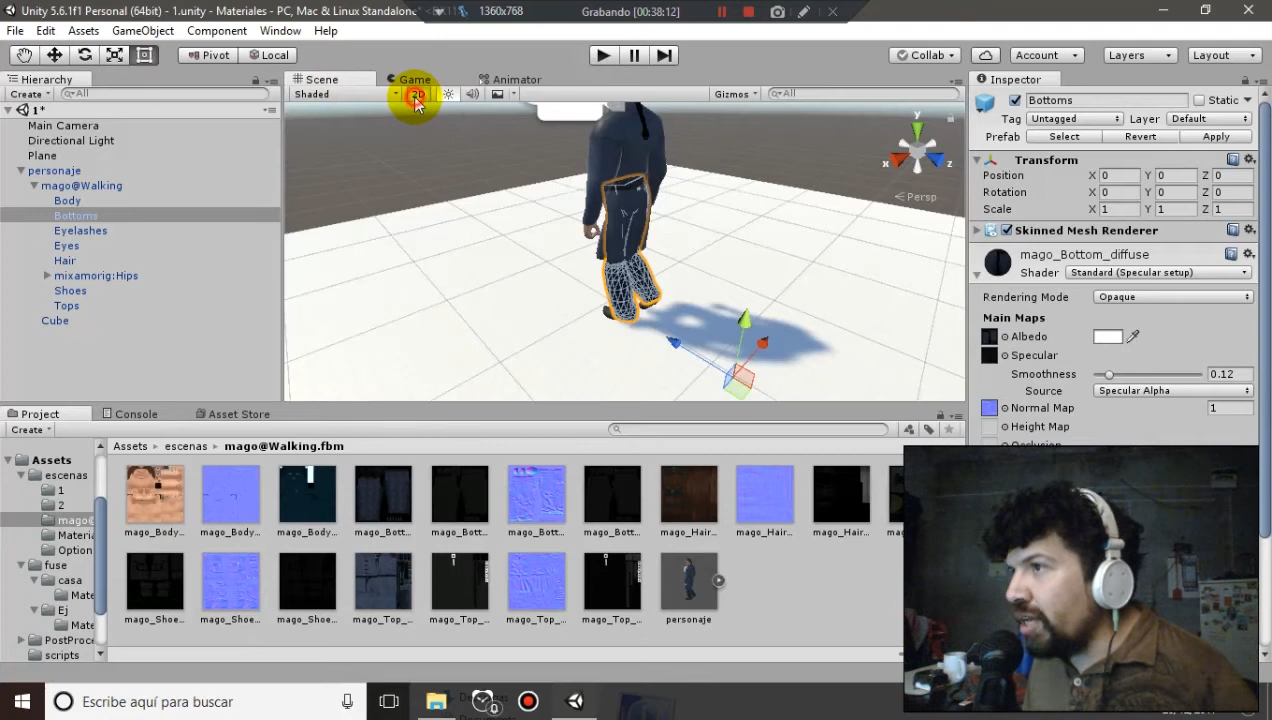 Unity 5.6.1f1 Personal (64bit) - 1.unity - Materiales - PC, Mac & Linux Standalone
1360x768
Grabando [00:38:12]
File Edit Assets GameObject Component Window Help
Pivot Local Collab Account Layers Layout
Hierarchy Scene Game Animator Inspector
Create All Shaded 2D Gizmos All
Bottoms Static
1*
Tag Untagged Layer Default
Main Camera
Prefab Select Revert Apply
Directional Light
Plane
Transform
personaje
Position X 0 Y 0 Z 0
mago@Walking
Rotation X 0 Y 0 Z 0
Body
Scale X 1 Y 1 Z 1
Bottoms
Eyelashes
Skinned Mesh Renderer
Eyes
mago_Bottom_diffuse
Hair
Shader Standard (Specular setup)
mixamorig:Hips
Shoes
Rendering Mode Opaque
Tops
Main Maps
Cube
Albedo
Specular
Smoothness 0.12
Source Specular Alpha
Normal Map 1
Height Map
y
x z
Persp
Project Console Asset Store
Create
Assets escenas mago@Walking.fbm
Assets
escenas
1
2
mago@
Materia
Option
fuse
casa
Mate
Ej
Mate
PostProce
scripts
mago_Body... mago_Body... mago_Body... mago_Bott... mago_Bott... mago_Bott... mago_Bott... mago_Hair... mago_Hair... mago_Hair...
mago_Shoe... mago_Shoe... mago_Shoe... mago_Top_... mago_Top_... mago_Top_... mago_Top_... personaje
Escribe aquí para buscar